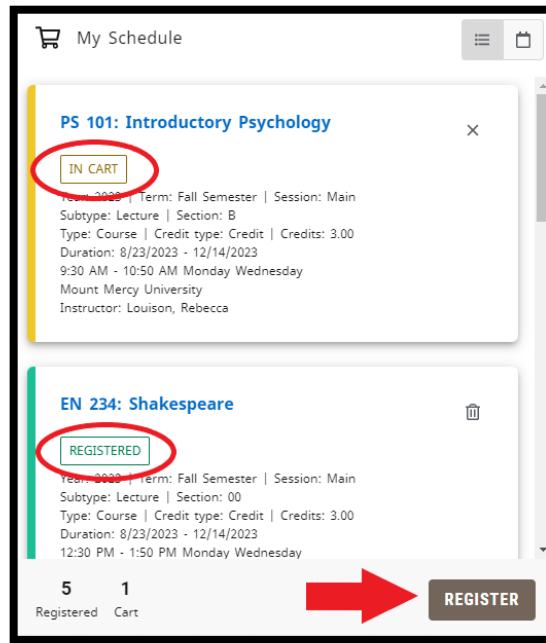 My Schedule
PS 101: Introductory Psychology
IN CART
Year: 2023 | Term: Fall Semester | Session: Main
Subtype: Lecture | Section: B
Type: Course | Credit type: Credit | Credits: 3.00
Duration: 8/23/2023 - 12/14/2023
9:30 AM - 10:50 AM Monday Wednesday
Mount Mercy University
Instructor: Louison, Rebecca
EN 234: Shakespeare
REGISTERED
Year: 2023 | Term: Fall Semester | Session: Main
Subtype: Lecture | Section: 00
Type: Course | Credit type: Credit | Credits: 3.00
Duration: 8/23/2023 - 12/14/2023
12:30 PM - 1:50 PM Monday Wednesday
5 1
Registered Cart
REGISTER